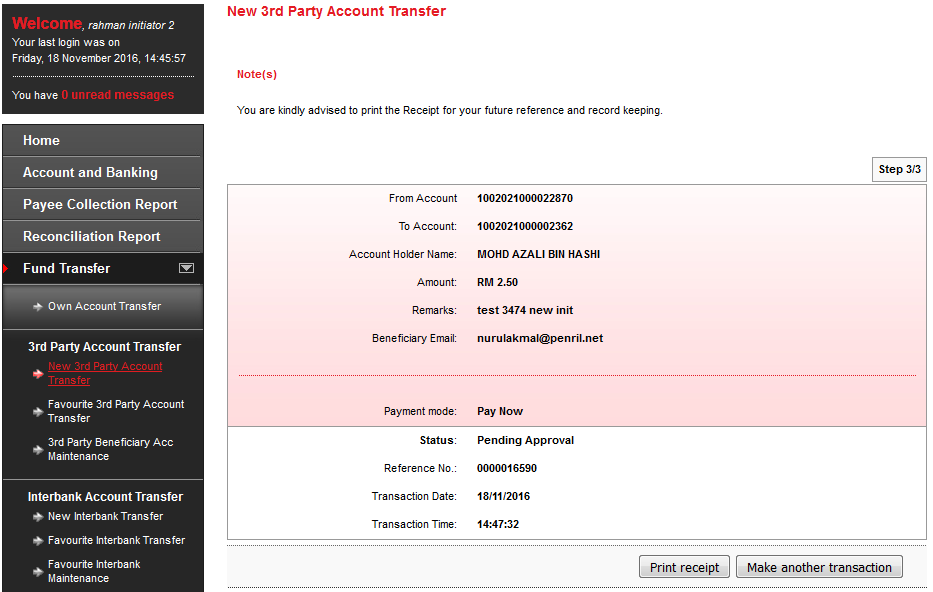 Welcome, rahman initiator 2
Your last login was on
Friday, 18 November 2016, 14:45:57
You have 0 unread messages
Home
Account and Banking
Payee Collection Report
Reconciliation Report
Fund Transfer
Own Account Transfer
3rd Party Account Transfer
New 3rd Party Account
Transfer
Favourite 3rd Party Account
Transfer
3rd Party Beneficiary Acc
Maintenance
Interbank Account Transfer
New Interbank Transfer
Favourite Interbank Transfer
Favourite Interbank
Maintenance
New 3rd Party Account Transfer
Note(s)
You are kindly advised to print the Receipt for your future reference and record keeping.
Step 3/3
From Account 1002021000022870
To Account: 1002021000002362
Account Holder Name: MOHD AZALI BIN HASHI
Amount: RM 2.50
Remarks: test 3474 new init
Beneficiary Email: nurulakmal@penril.net
Payment mode: Pay Now
Status: Pending Approval
Reference No.: 0000016590
Transaction Date: 18/11/2016
Transaction Time: 14:47:32
Print receipt Make another transaction